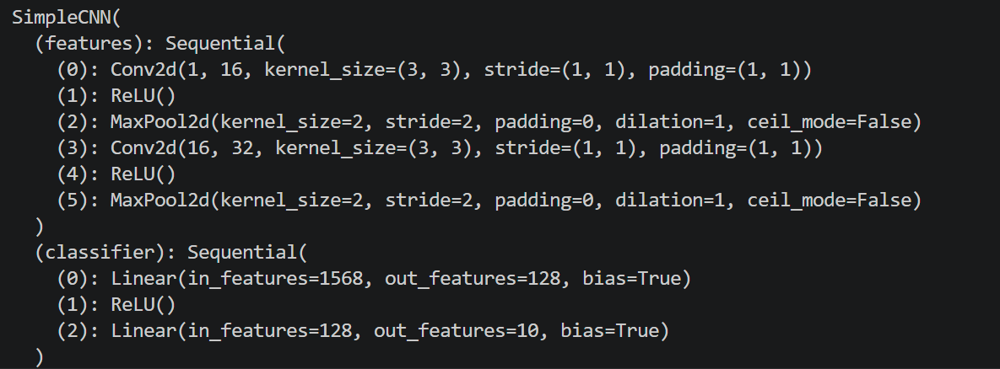 SimpleCNN(
  (features): Sequential(
    (0): Conv2d(1, 16, kernel_size=(3, 3), stride=(1, 1), padding=(1, 1))
    (1): ReLU()
    (2): MaxPool2d(kernel_size=2, stride=2, padding=0, dilation=1, ceil_mode=False)
    (3): Conv2d(16, 32, kernel_size=(3, 3), stride=(1, 1), padding=(1, 1))
    (4): ReLU()
    (5): MaxPool2d(kernel_size=2, stride=2, padding=0, dilation=1, ceil_mode=False)
  )
  (classifier): Sequential(
    (0): Linear(in_features=1568, out_features=128, bias=True)
    (1): ReLU()
    (2): Linear(in_features=128, out_features=10, bias=True)
  )